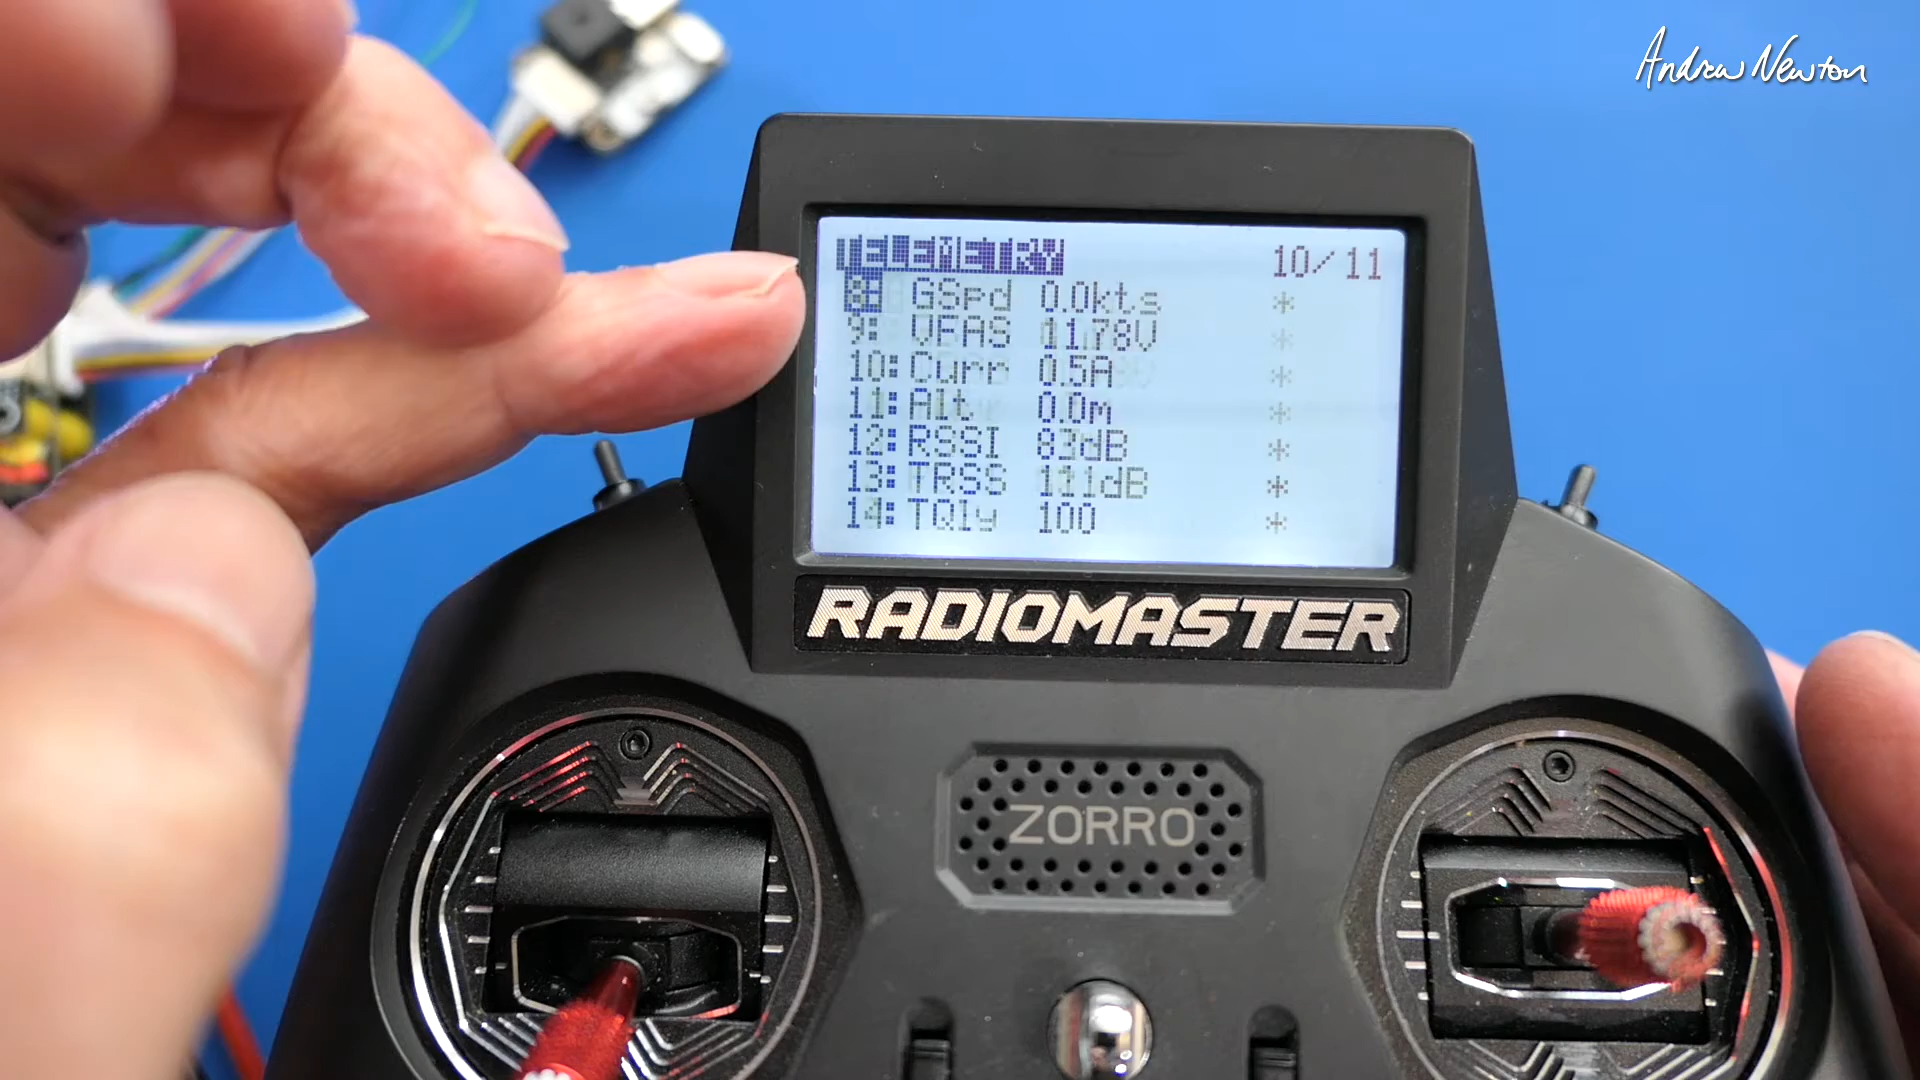 Andrew Newton
TELEMETRY 10/11
8: GSpd 0.0kts *
9: VFAS 11.78V *
10: Curr 0.5A *
11: Alt 0.0m *
12: RSSI 83dB *
13: TRSS 111dB *
14: TQly 100 *
RADIOMASTER
ZORRO